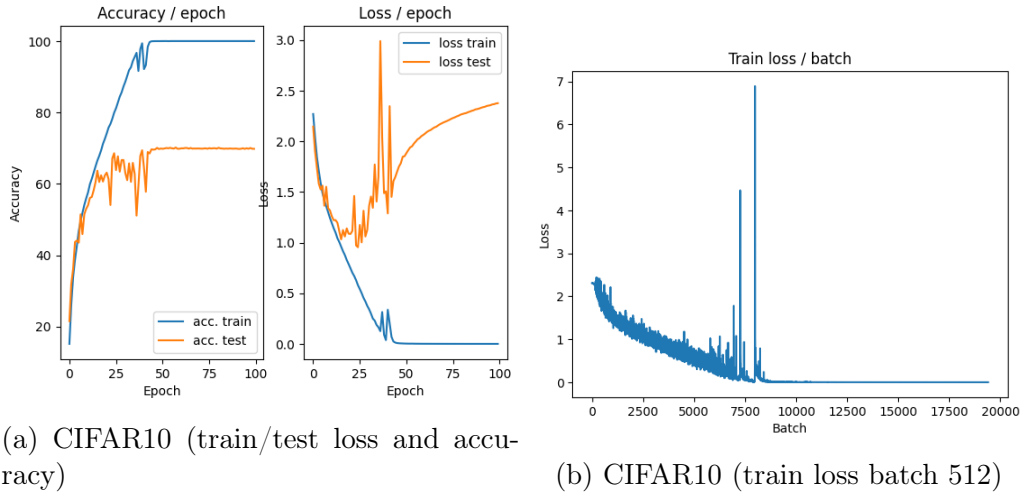 Accuracy / epoch
100
80
60
40
20
Accuracy
acc. train
acc. test
0 25 50 75 100
Epoch
Loss / epoch
3.0
2.5
2.0
1.5
1.0
0.5
0.0
Loss
loss train
loss test
0 25 50 75 100
Epoch
(a) CIFAR10 (train/test loss and accu-
racy)
Train loss / batch
7
6
5
4
3
2
1
0
Loss
0 2500 5000 7500 10000 12500 15000 17500 20000
Batch
(b) CIFAR10 (train loss batch 512)